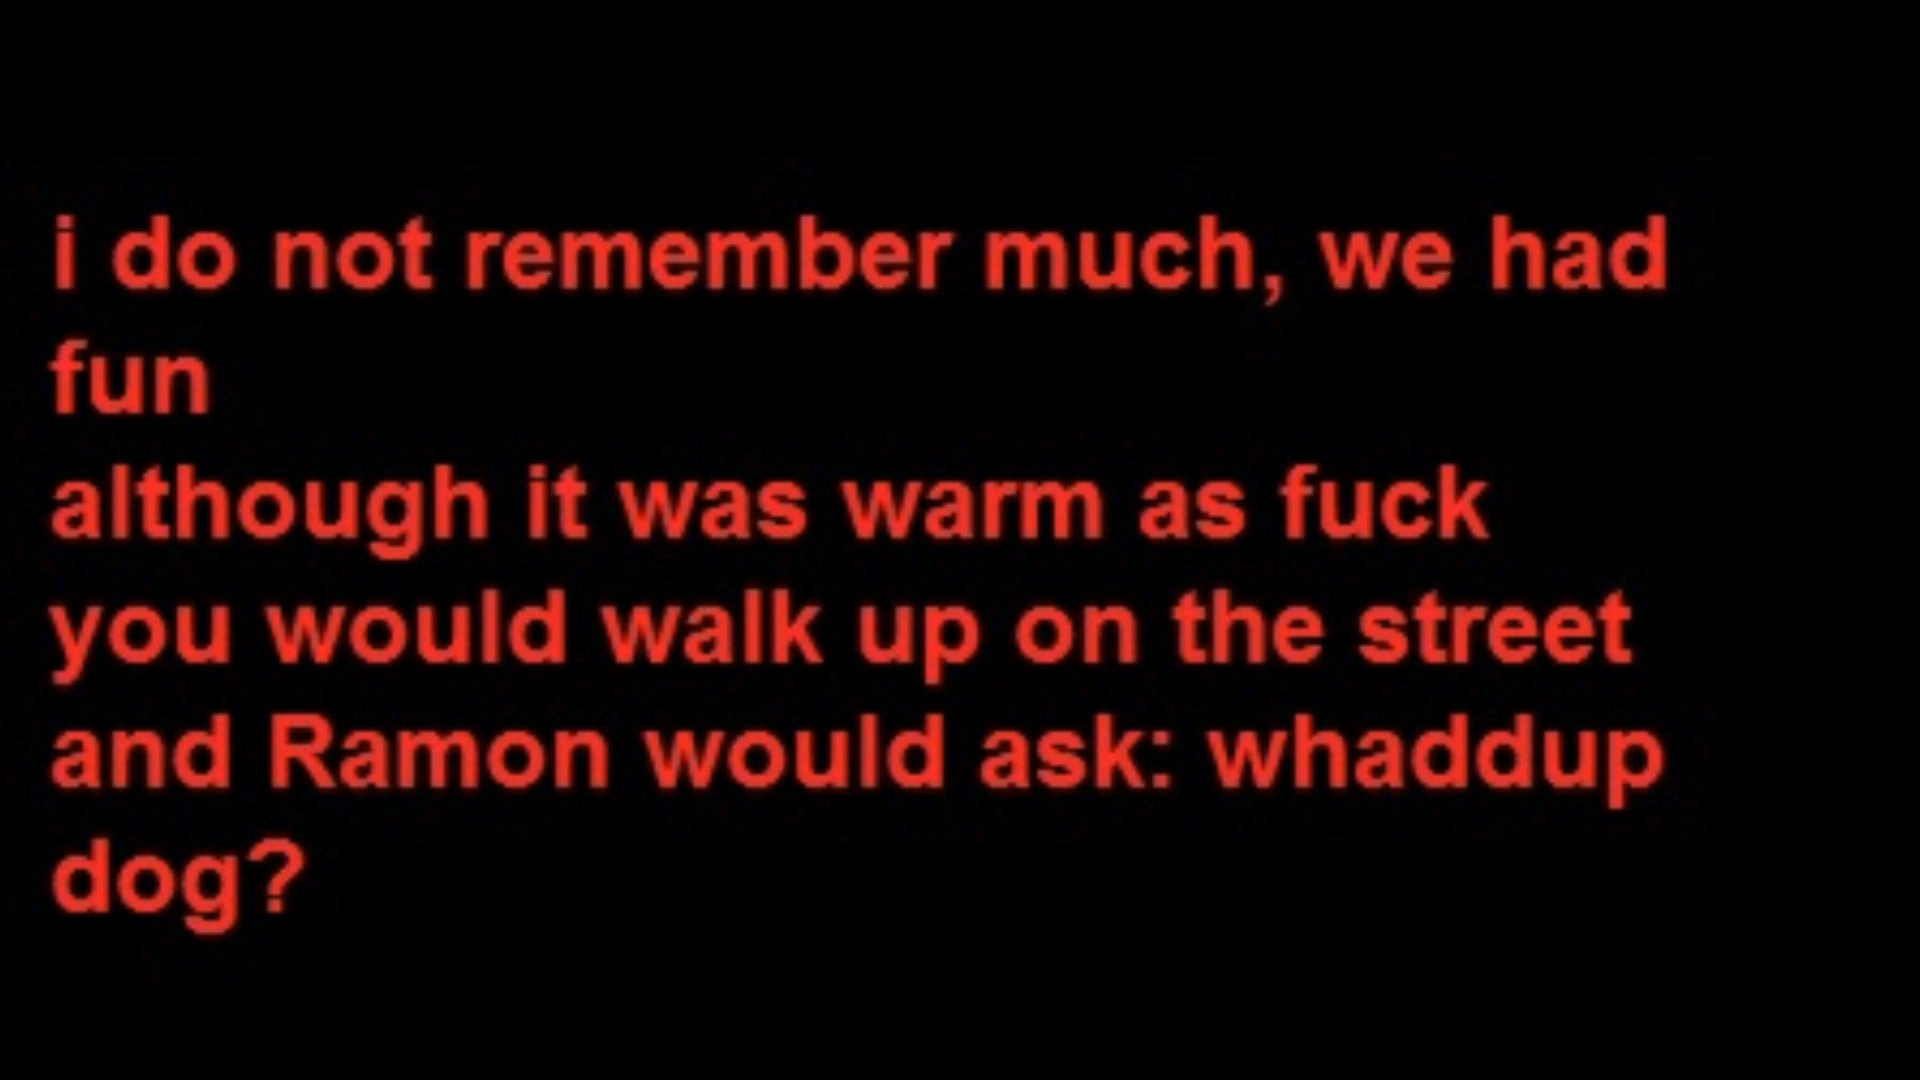 i do not remember much, we had
fun
although it was warm as fuck
you would walk up on the street
and Ramon would ask: whaddup
dog?